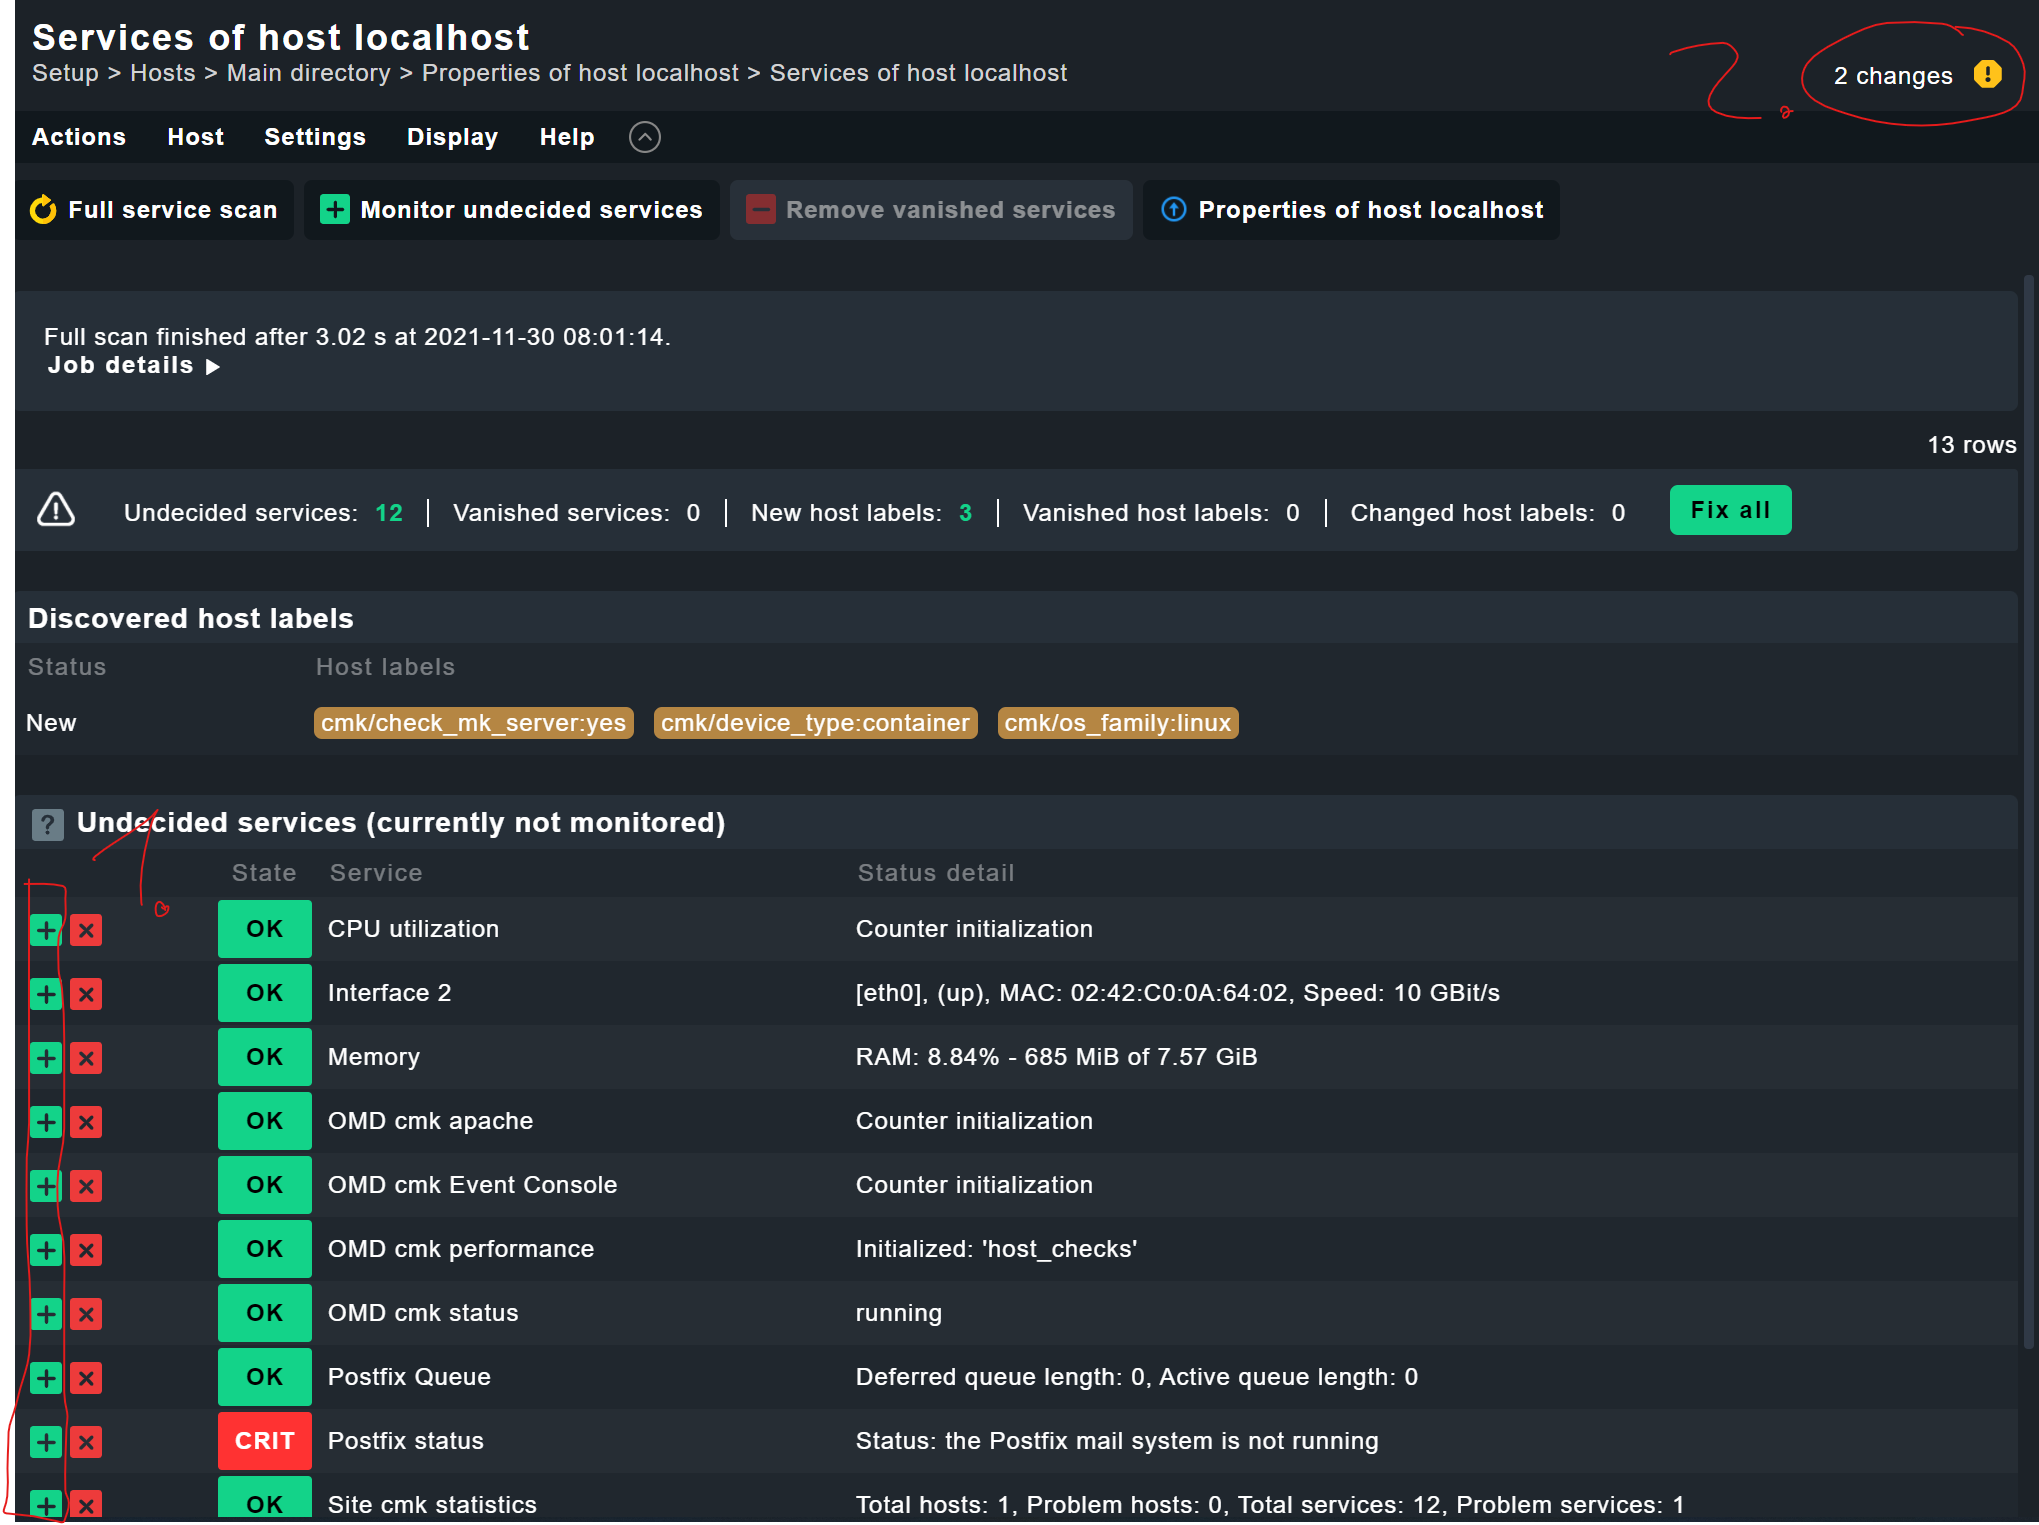 Services of host localhost
Setup > Hosts > Main directory > Properties of host localhost > Services of host localhost
2.
2 changes
Actions Host Settings Display Help
Full service scan Monitor undecided services Remove vanished services Properties of host localhost
Full scan finished after 3.02 s at 2021-11-30 08:01:14.
Job details
13 rows
Undecided services: 12 | Vanished services: 0 | New host labels: 3 | Vanished host labels: 0 | Changed host labels: 0 Fix all
Discovered host labels
Status Host labels
New cmk/check_mk_server:yes cmk/device_type:container cmk/os_family:linux
? Undecided services (currently not monitored)
1.
State Service Status detail
OK CPU utilization Counter initialization
OK Interface 2 [eth0], (up), MAC: 02:42:C0:0A:64:02, Speed: 10 GBit/s
OK Memory RAM: 8.84% - 685 MiB of 7.57 GiB
OK OMD cmk apache Counter initialization
OK OMD cmk Event Console Counter initialization
OK OMD cmk performance Initialized: 'host_checks'
OK OMD cmk status running
OK Postfix Queue Deferred queue length: 0, Active queue length: 0
CRIT Postfix status Status: the Postfix mail system is not running
OK Site cmk statistics Total hosts: 1, Problem hosts: 0, Total services: 12, Problem services: 1